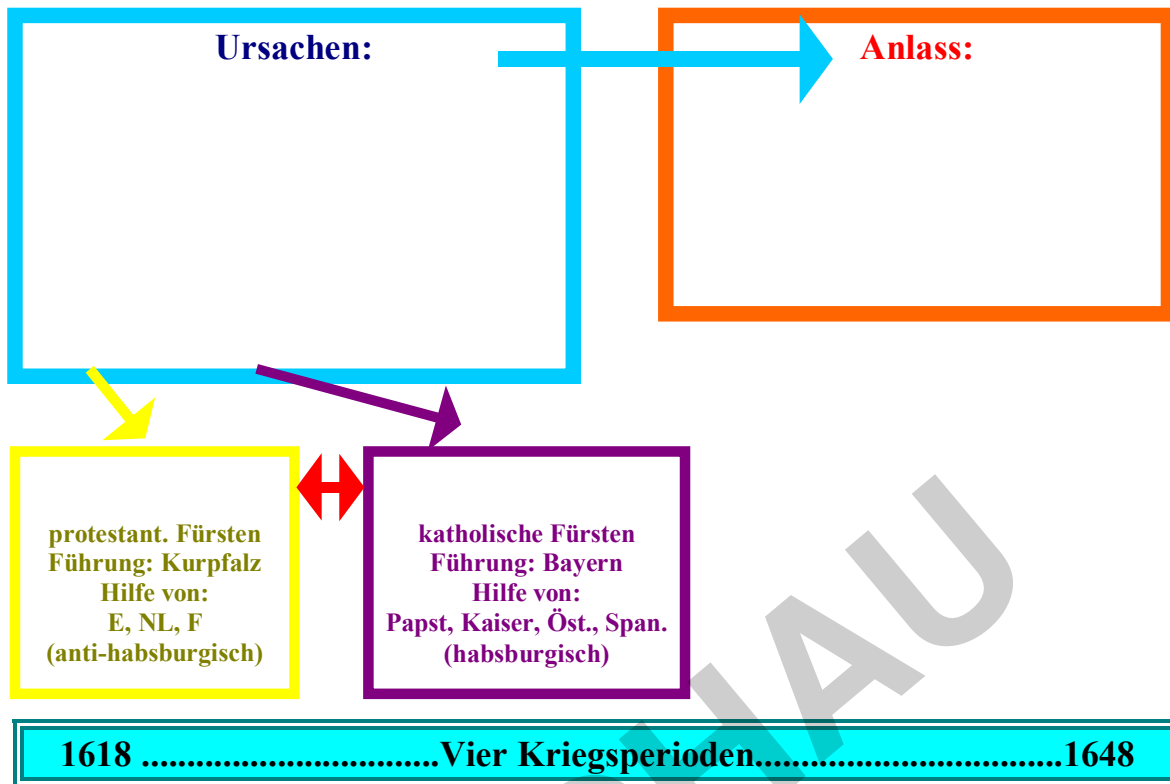 Ursachen:
Anlass:
protestant. Fürsten
Führung: Kurpfalz
Hilfe von:
E, NL, F
(anti-habsburgisch)
katholische Fürsten
Führung: Bayern
Hilfe von:
Papst, Kaiser, Öst., Span.
(habsburgisch)
1618 .................................Vier Kriegsperioden..................................1648
HAU